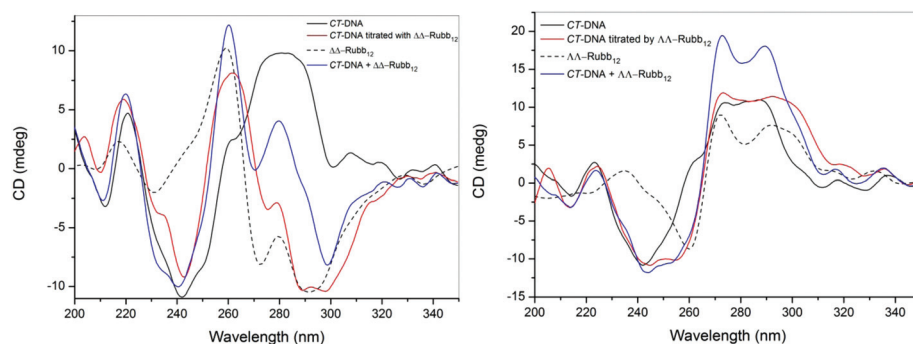 CT-DNA
CT-DNA titrated with ΔΔ-Rubb12
ΔΔ-Rubb12
CT-DNA + ΔΔ-Rubb12
10
5
0
-5
-10
CD (mdeg)
200 220 240 260 280 300 320 340
Wavelength (nm)
CT-DNA
CT-DNA titrated by ΛΛ-Rubb12
ΛΛ-Rubb12
CT-DNA + ΛΛ-Rubb12
25
20
15
10
5
0
-5
-10
-15
CD (medg)
200 220 240 260 280 300 320 340
Wavelength (nm)